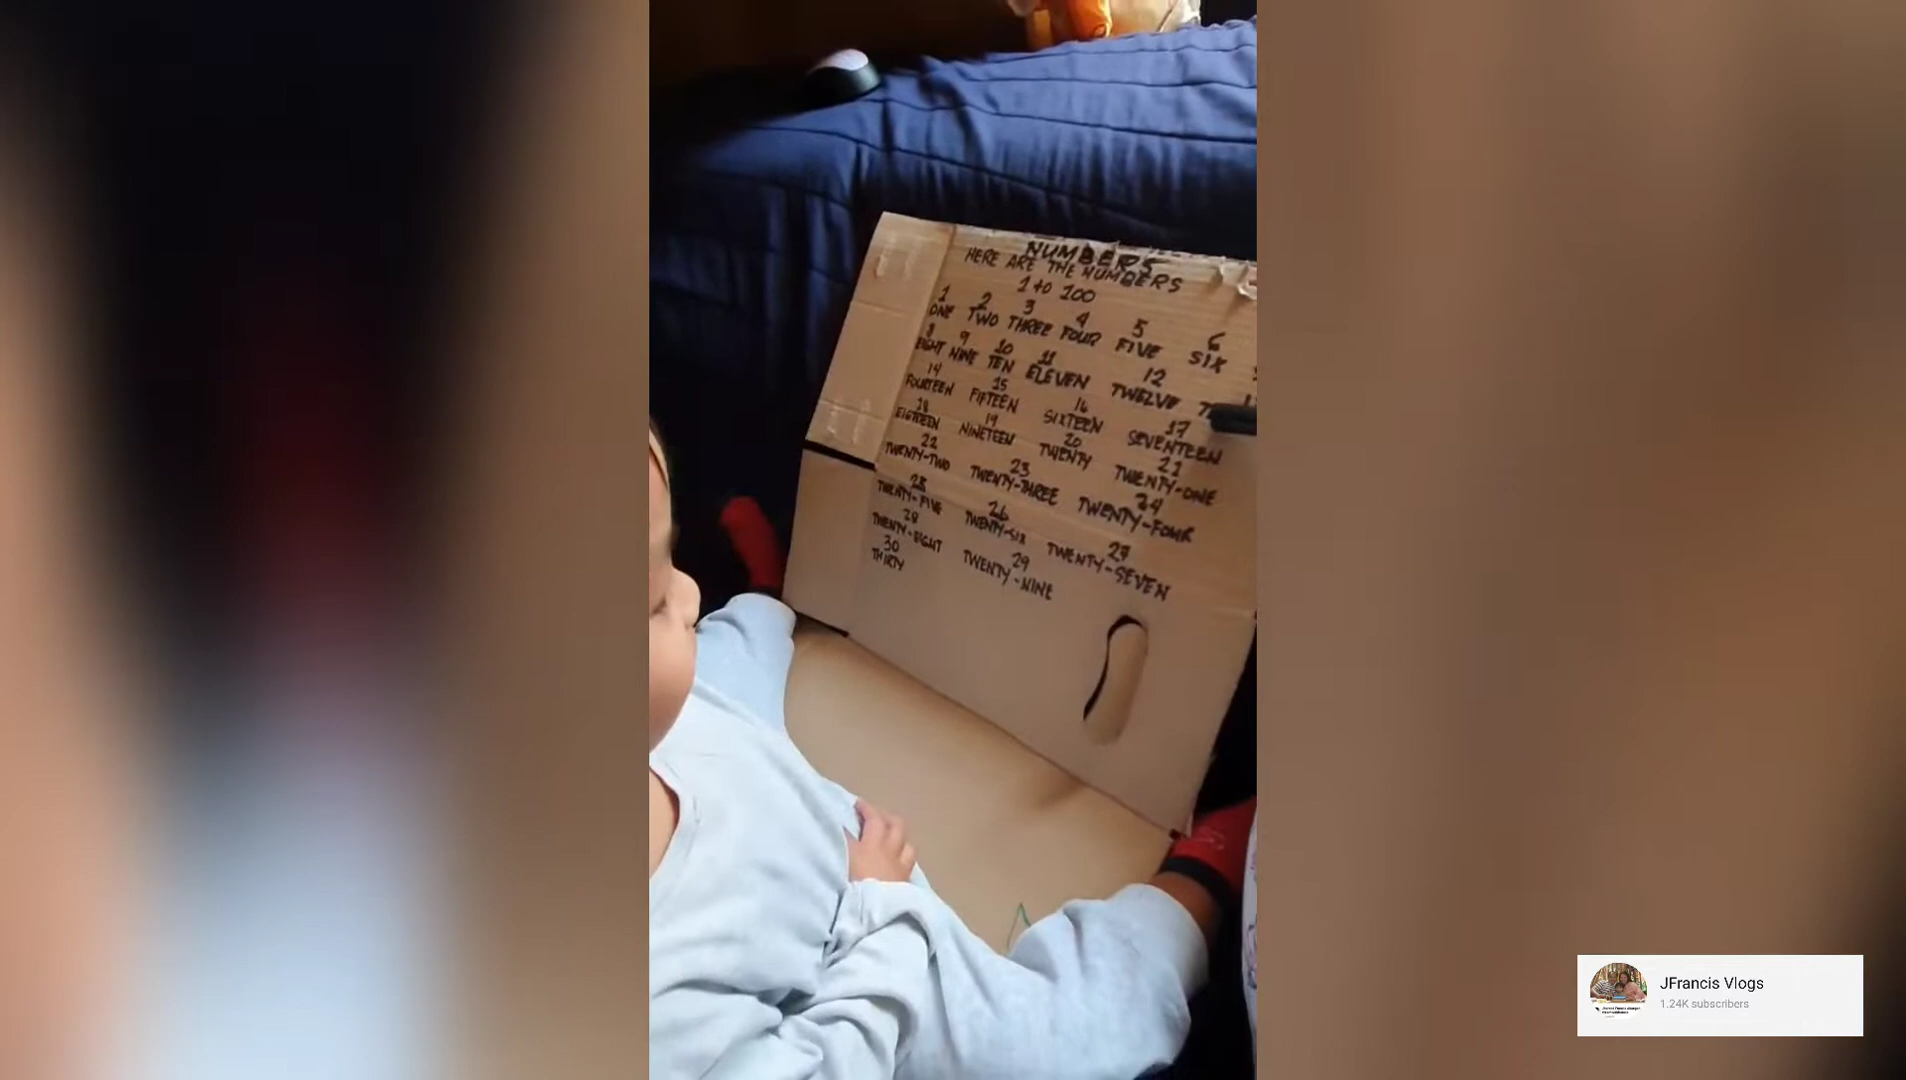 NUMBERS
HERE ARE THE NUMBERS
1 to 100
1 2 3 4 5 6
ONE TWO THREE FOUR FIVE SIX
8 9 10 11 12
EIGHT NINE TEN ELEVEN TWELVE
14 15 16 17
FOURTEEN FIFTEEN SIXTEEN SEVENTEEN
18 19 20 21
EIGHTEEN NINETEEN TWENTY TWENTY-ONE
22 23 24
TWENTY-TWO TWENTY-THREE TWENTY-FOUR
25 26 27
TWENTY-FIVE TWENTY-SIX TWENTY-SEVEN
28 29
TWENTY-EIGHT TWENTY-NINE
30
THIRTY
JFrancis Vlogs
1.24K subscribers